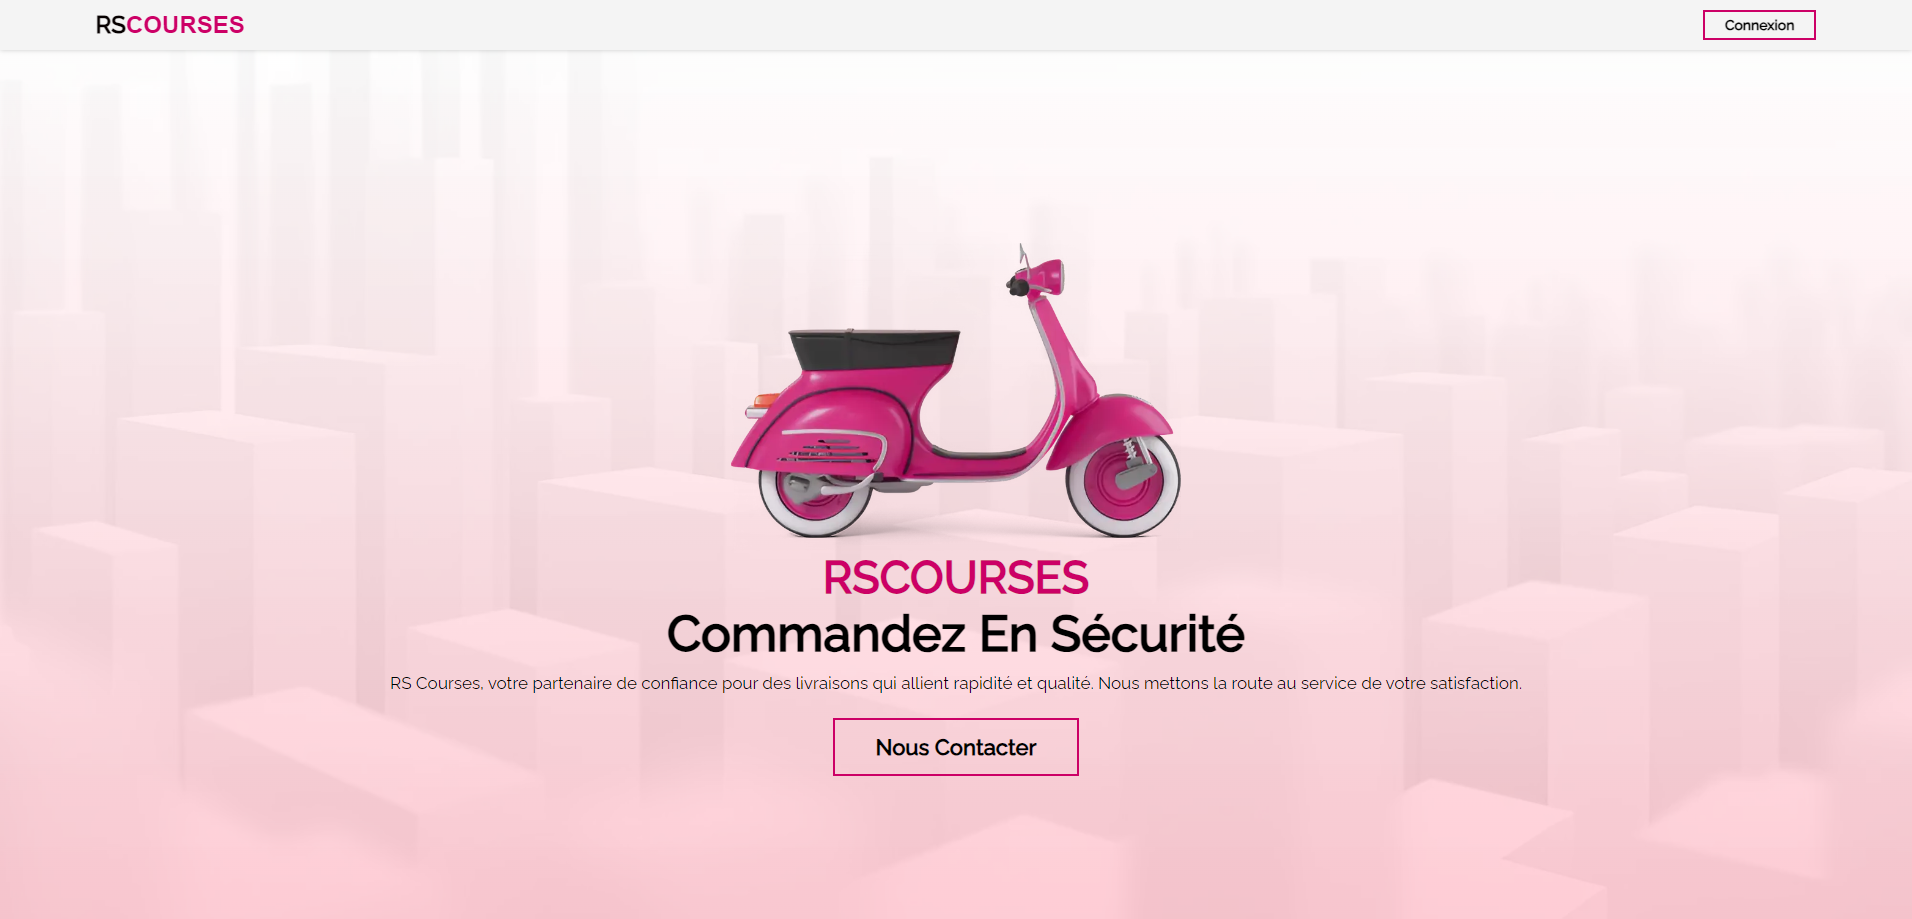 RSCOURSES
Connexion
RSCOURSES
Commandez En Sécurité
RS Courses, votre partenaire de confiance pour des livraisons qui allient rapidité et qualité. Nous mettons la route au service de votre satisfaction.
Nous Contacter